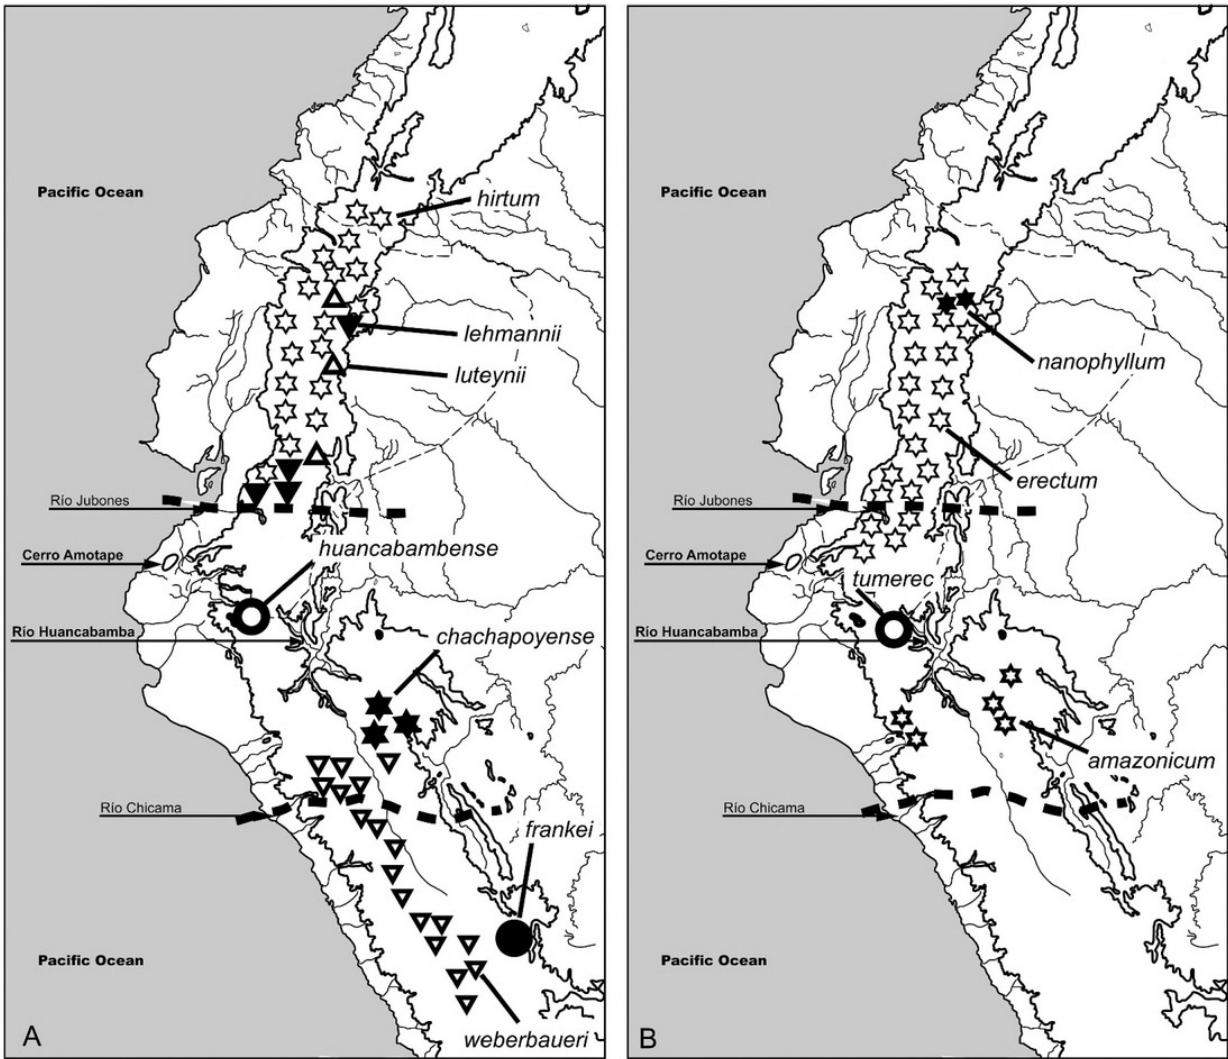 Pacific Ocean
hirtum
lehmannii
luteynii
Río Jubones
huancabambense
Cerro Amotape
Río Huancabamba
chachapoyense
Río Chicama
frankei
Pacific Ocean
weberbaueri
A
Pacific Ocean
nanophyllum
erectum
Río Jubones
Cerro Amotape
tumerec
Río Huancabamba
amazonicum
Río Chicama
Pacific Ocean
B